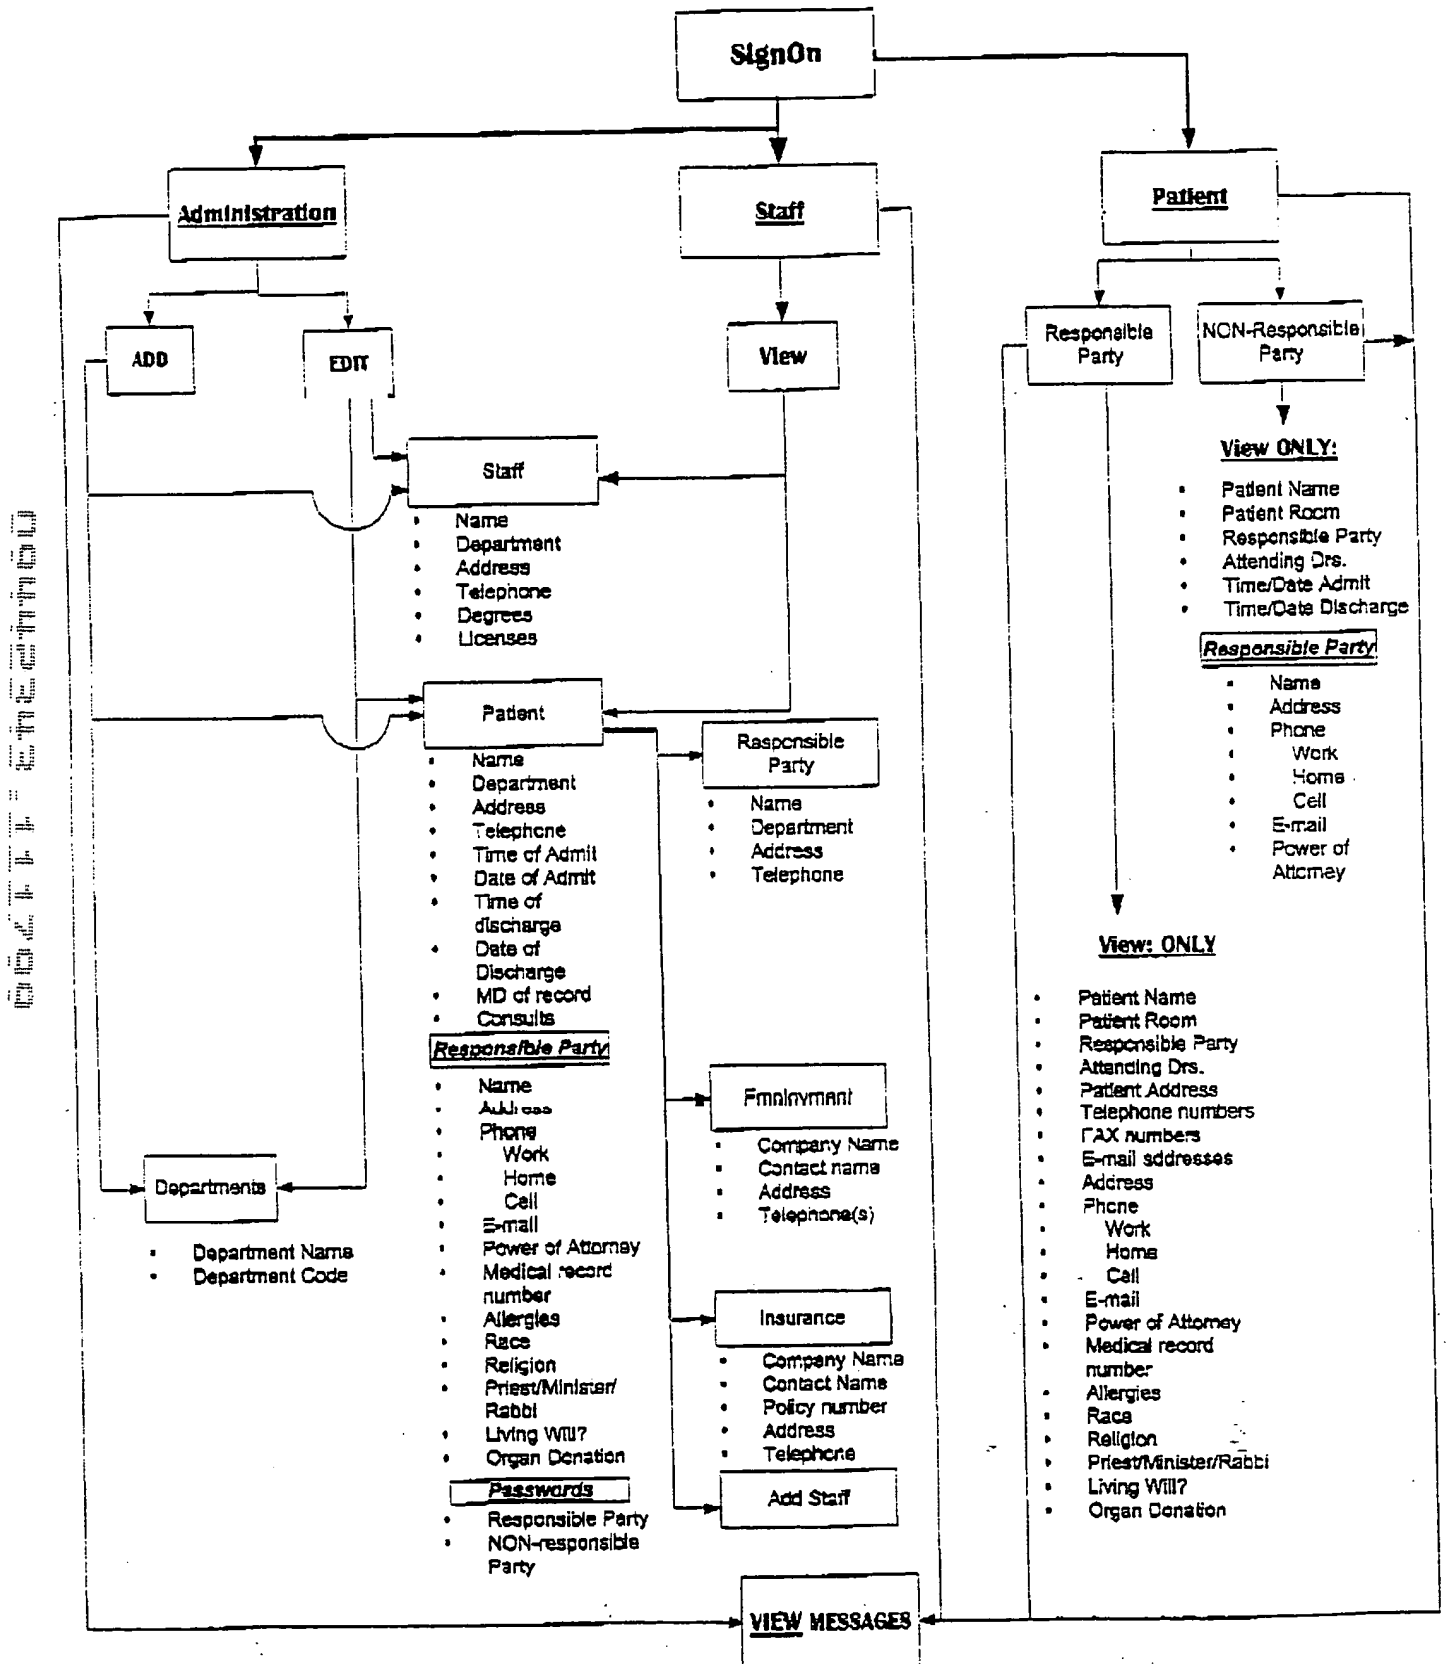 SignOn
Administration
Staff
Patient
ADD
EDIT
View
Responsible
Party
NON-Responsible
Party
Staff
Name
Department
Address
Telephone
Degrees
Licenses
View ONLY:
Patient Name
Patient Room
Responsible Party
Attending Drs.
Time/Date Admit
Time/Date Discharge
Responsible Party
Name
Address
Phone
Work
Home
Cell
E-mail
Power of
Attorney
Patient
Name
Department
Address
Telephone
Time of Admit
Date of Admit
Time of
discharge
Date of
Discharge
MD of record
Consults
Responsible Party
Name
Address
Phone
Work
Home
Cell
E-mail
Power of Attorney
Medical record
number
Allergies
Race
Religion
Priest/Minister/
Rabbi
Living Will?
Organ Donation
Passwords
Responsible Party
NON-responsible
Party
Responsible
Party
Name
Department
Address
Telephone
Employment
Company Name
Contact name
Address
Telephone(s)
Insurance
Company Name
Contact Name
Policy number
Address
Telephone
Add Staff
Departments
Department Name
Department Code
View: ONLY
Patient Name
Patient Room
Responsible Party
Attending Drs.
Patient Address
Telephone numbers
FAX numbers
E-mail addresses
Address
Phone
Work
Home
Cell
E-mail
Power of Attorney
Medical record
number
Allergies
Race
Religion
Priest/Minister/Rabbi
Living Will?
Organ Donation
VIEW MESSAGES